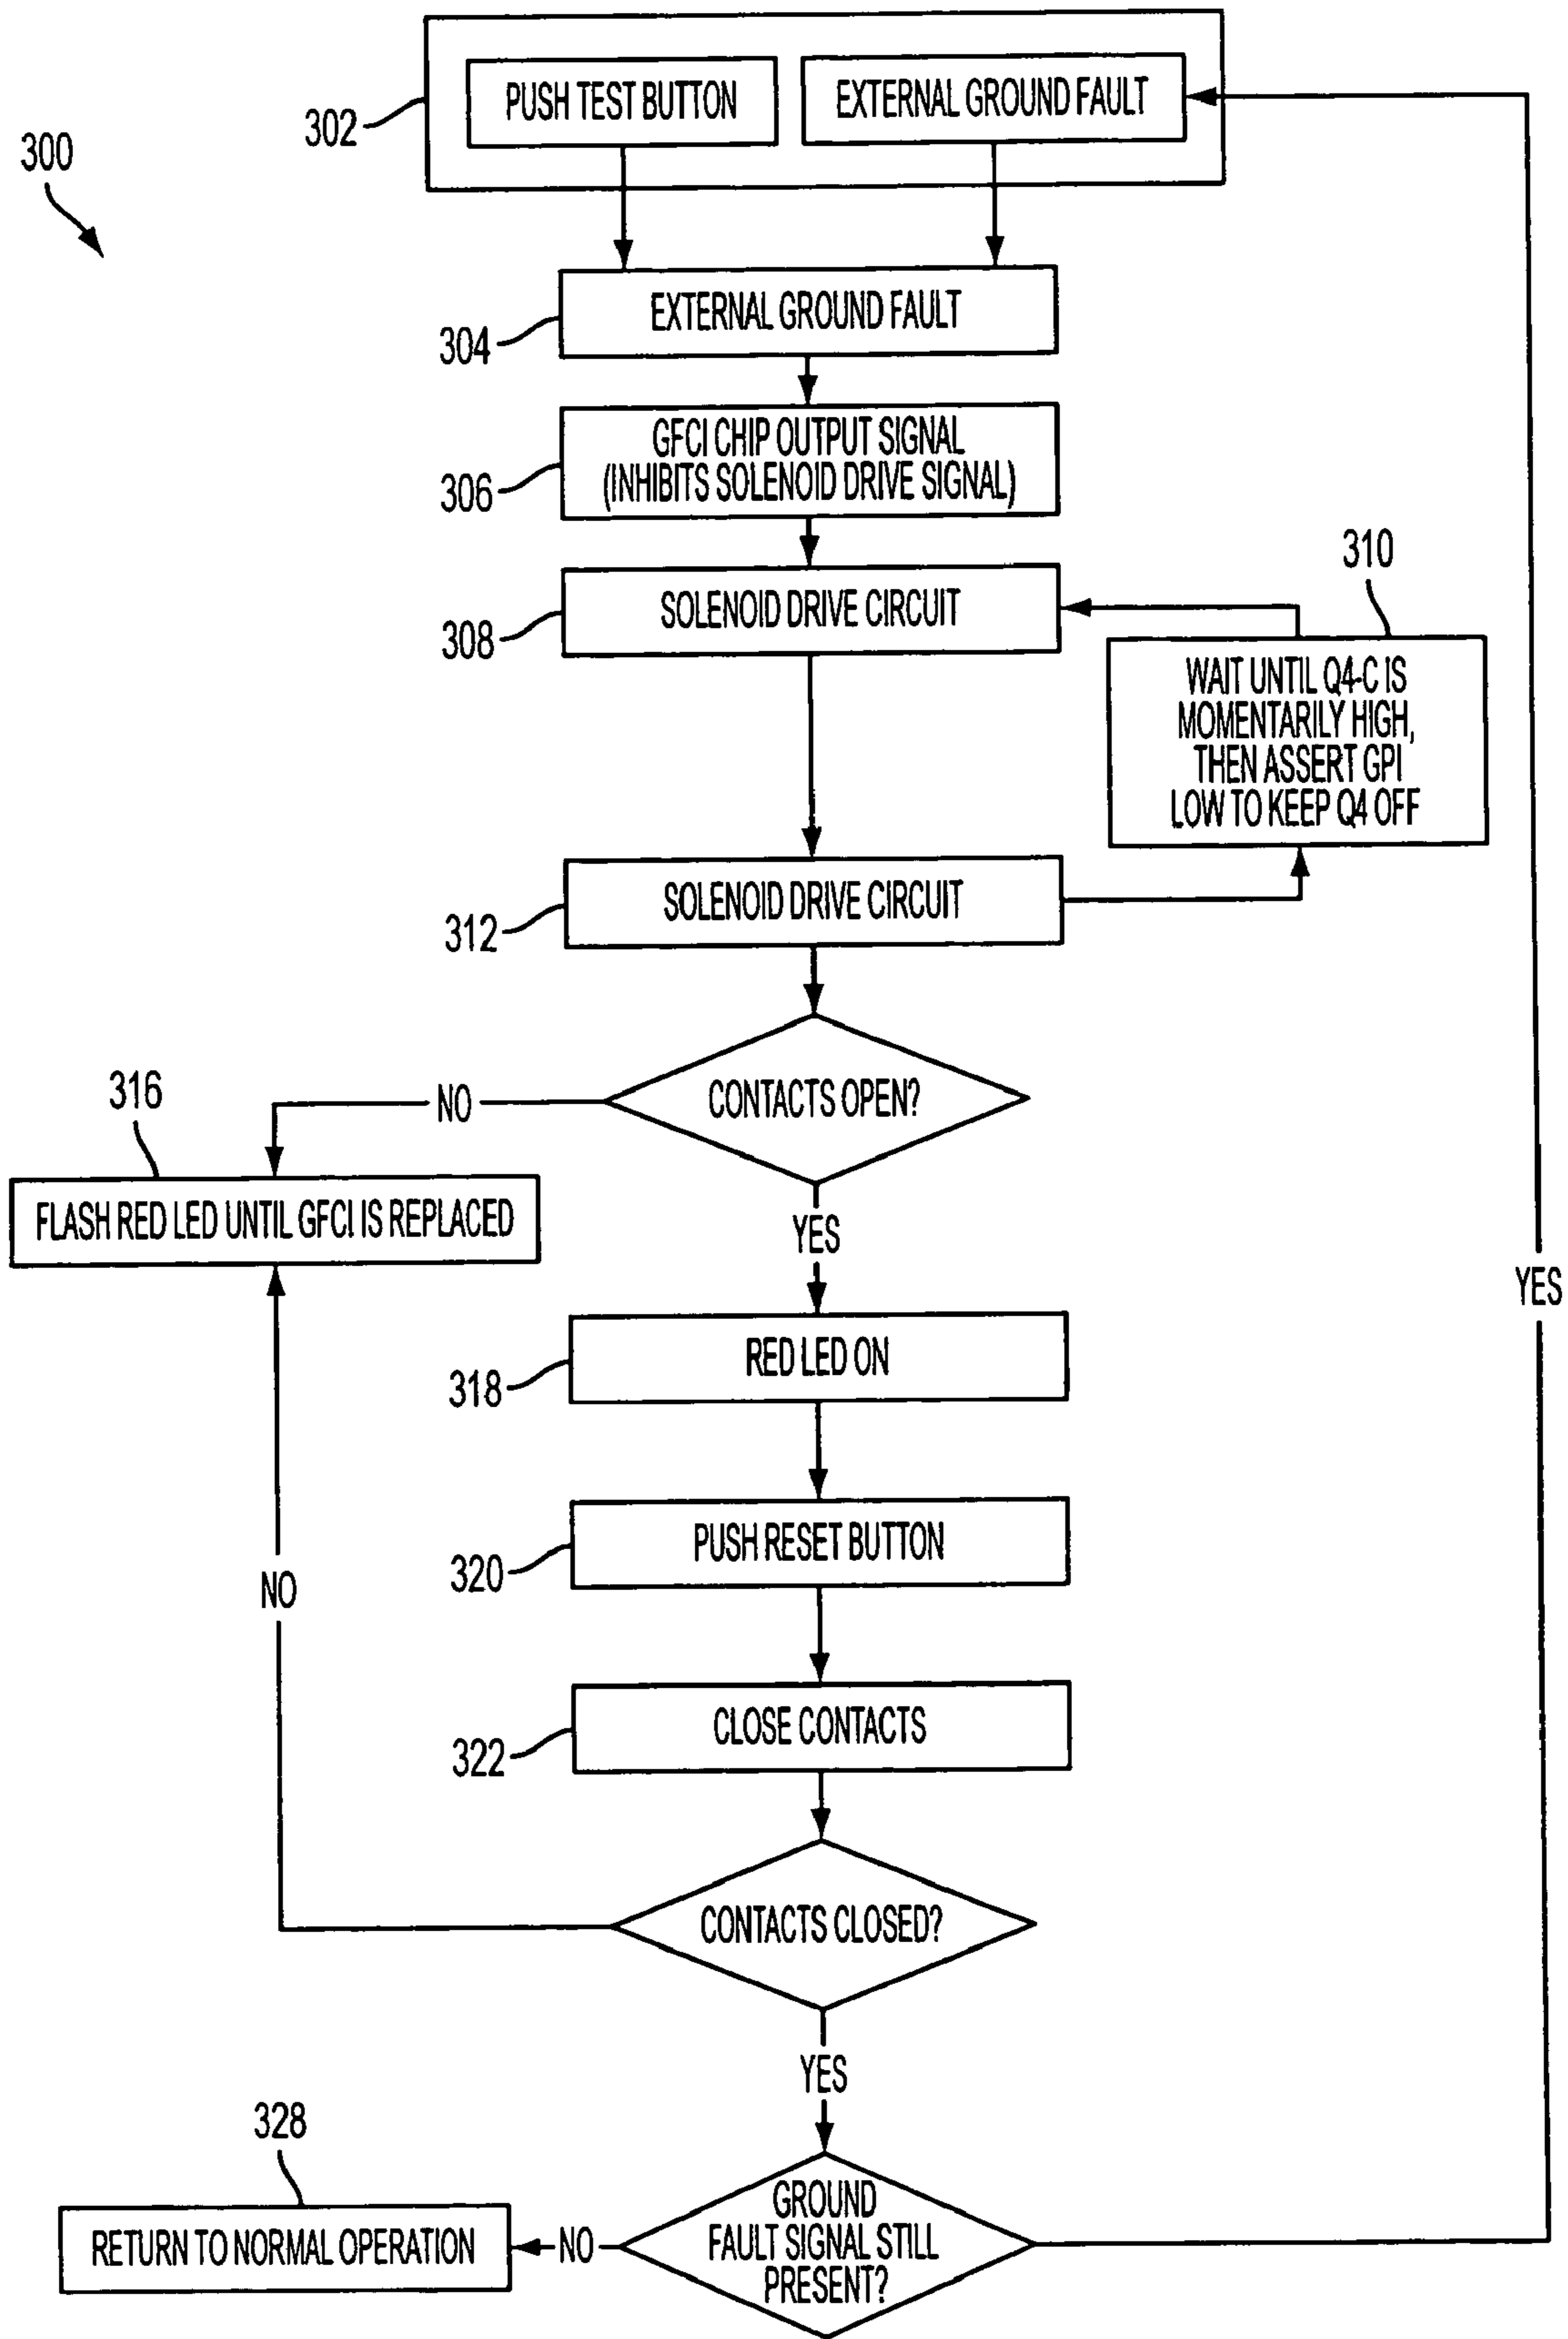 300
302
PUSH TEST BUTTON
EXTERNAL GROUND FAULT
304
EXTERNAL GROUND FAULT
306
GFCI CHIP OUTPUT SIGNAL
(INHIBITS SOLENOID DRIVE SIGNAL)
308
SOLENOID DRIVE CIRCUIT
310
WAIT UNTIL Q4-C IS
MOMENTARILY HIGH,
THEN ASSERT GPI
LOW TO KEEP Q4 OFF
312
SOLENOID DRIVE CIRCUIT
CONTACTS OPEN?
NO
316
FLASH RED LED UNTIL GFCI IS REPLACED
YES
YES
318
RED LED ON
320
PUSH RESET BUTTON
NO
322
CLOSE CONTACTS
CONTACTS CLOSED?
YES
328
RETURN TO NORMAL OPERATION
NO
GROUND
FAULT SIGNAL STILL
PRESENT?